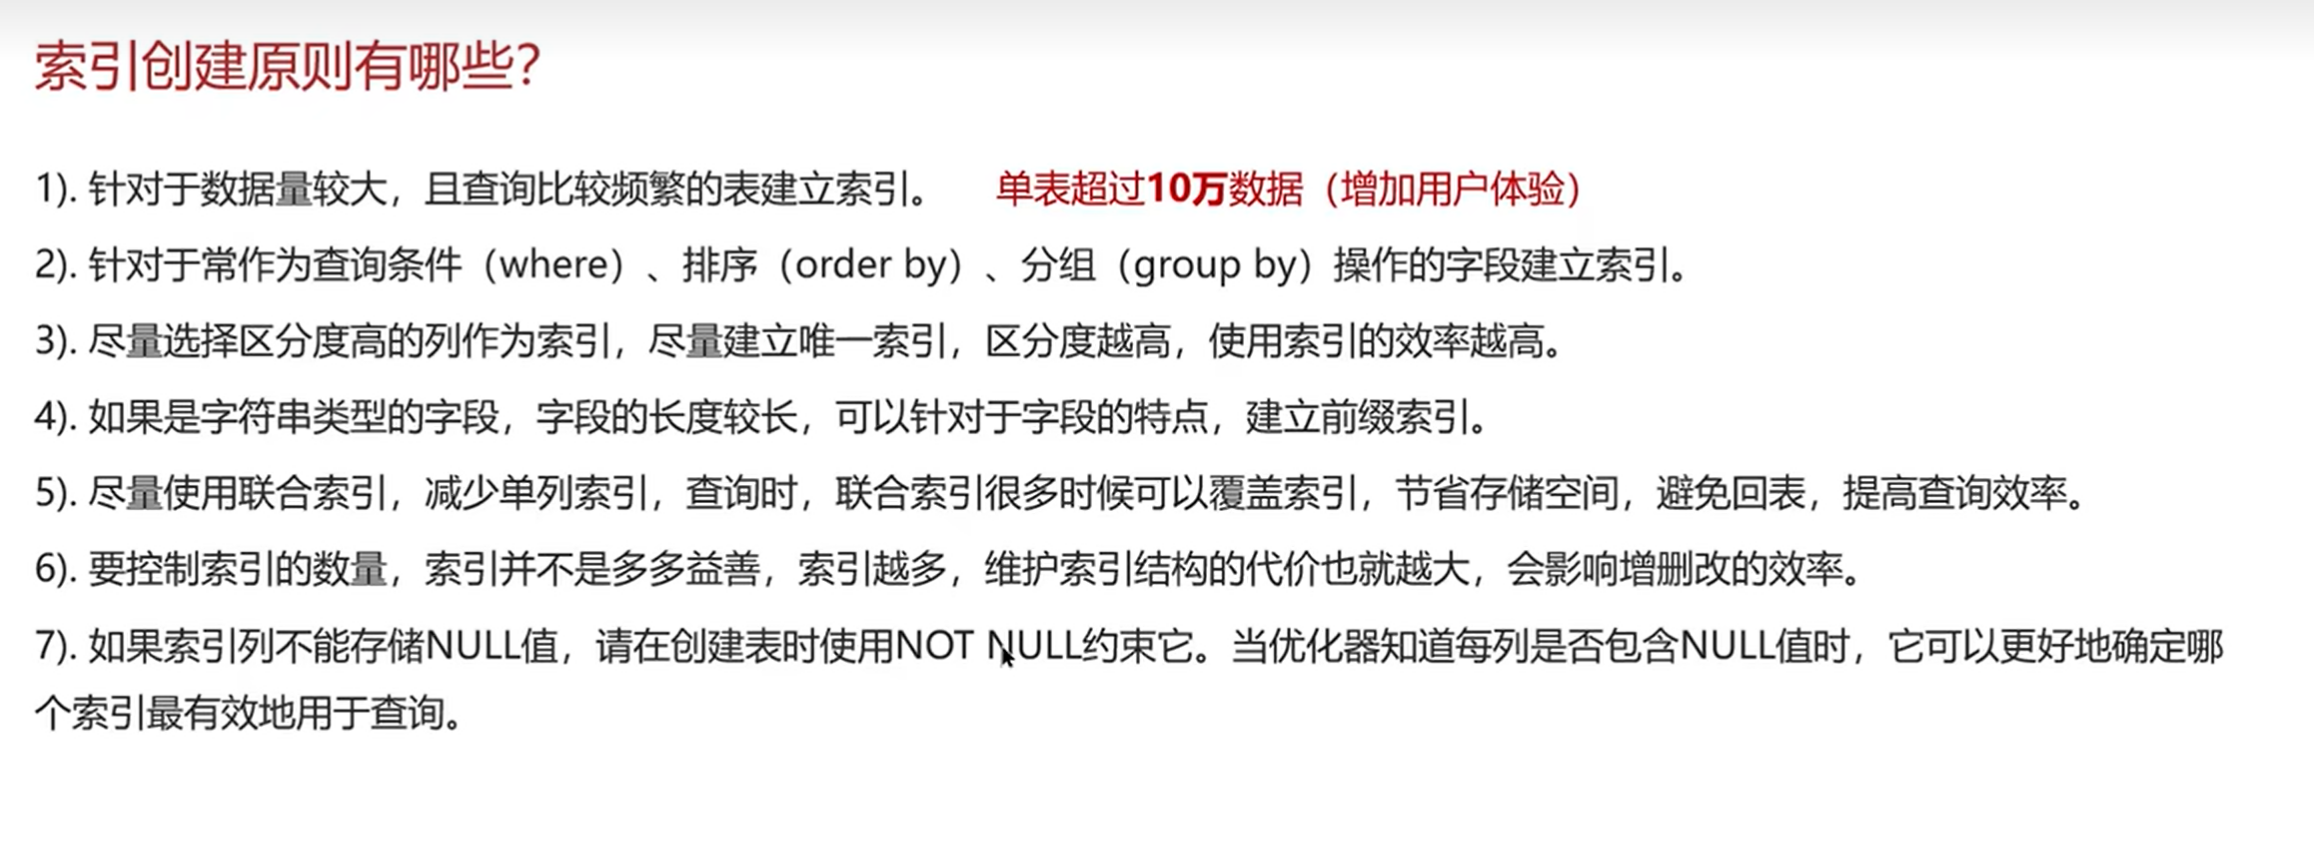 索引创建原则有哪些?
1). 针对于数据量较大，且查询比较频繁的表建立索引。 单表超过10万数据（增加用户体验）
2). 针对于常作为查询条件（where）、排序（order by）、分组（group by）操作的字段建立索引。
3). 尽量选择区分度高的列作为索引，尽量建立唯一索引，区分度越高，使用索引的效率越高。
4). 如果是字符串类型的字段，字段的长度较长，可以针对于字段的特点，建立前缀索引。
5). 尽量使用联合索引，减少单列索引，查询时，联合索引很多时候可以覆盖索引，节省存储空间，避免回表，提高查询效率。
6). 要控制索引的数量，索引并不是多多益善，索引越多，维护索引结构的代价也就越大，会影响增删改的效率。
7). 如果索引列不能存储NULL值，请在创建表时使用NOT NULL约束它。当优化器知道每列是否包含NULL值时，它可以更好地确定哪
个索引最有效地用于查询。